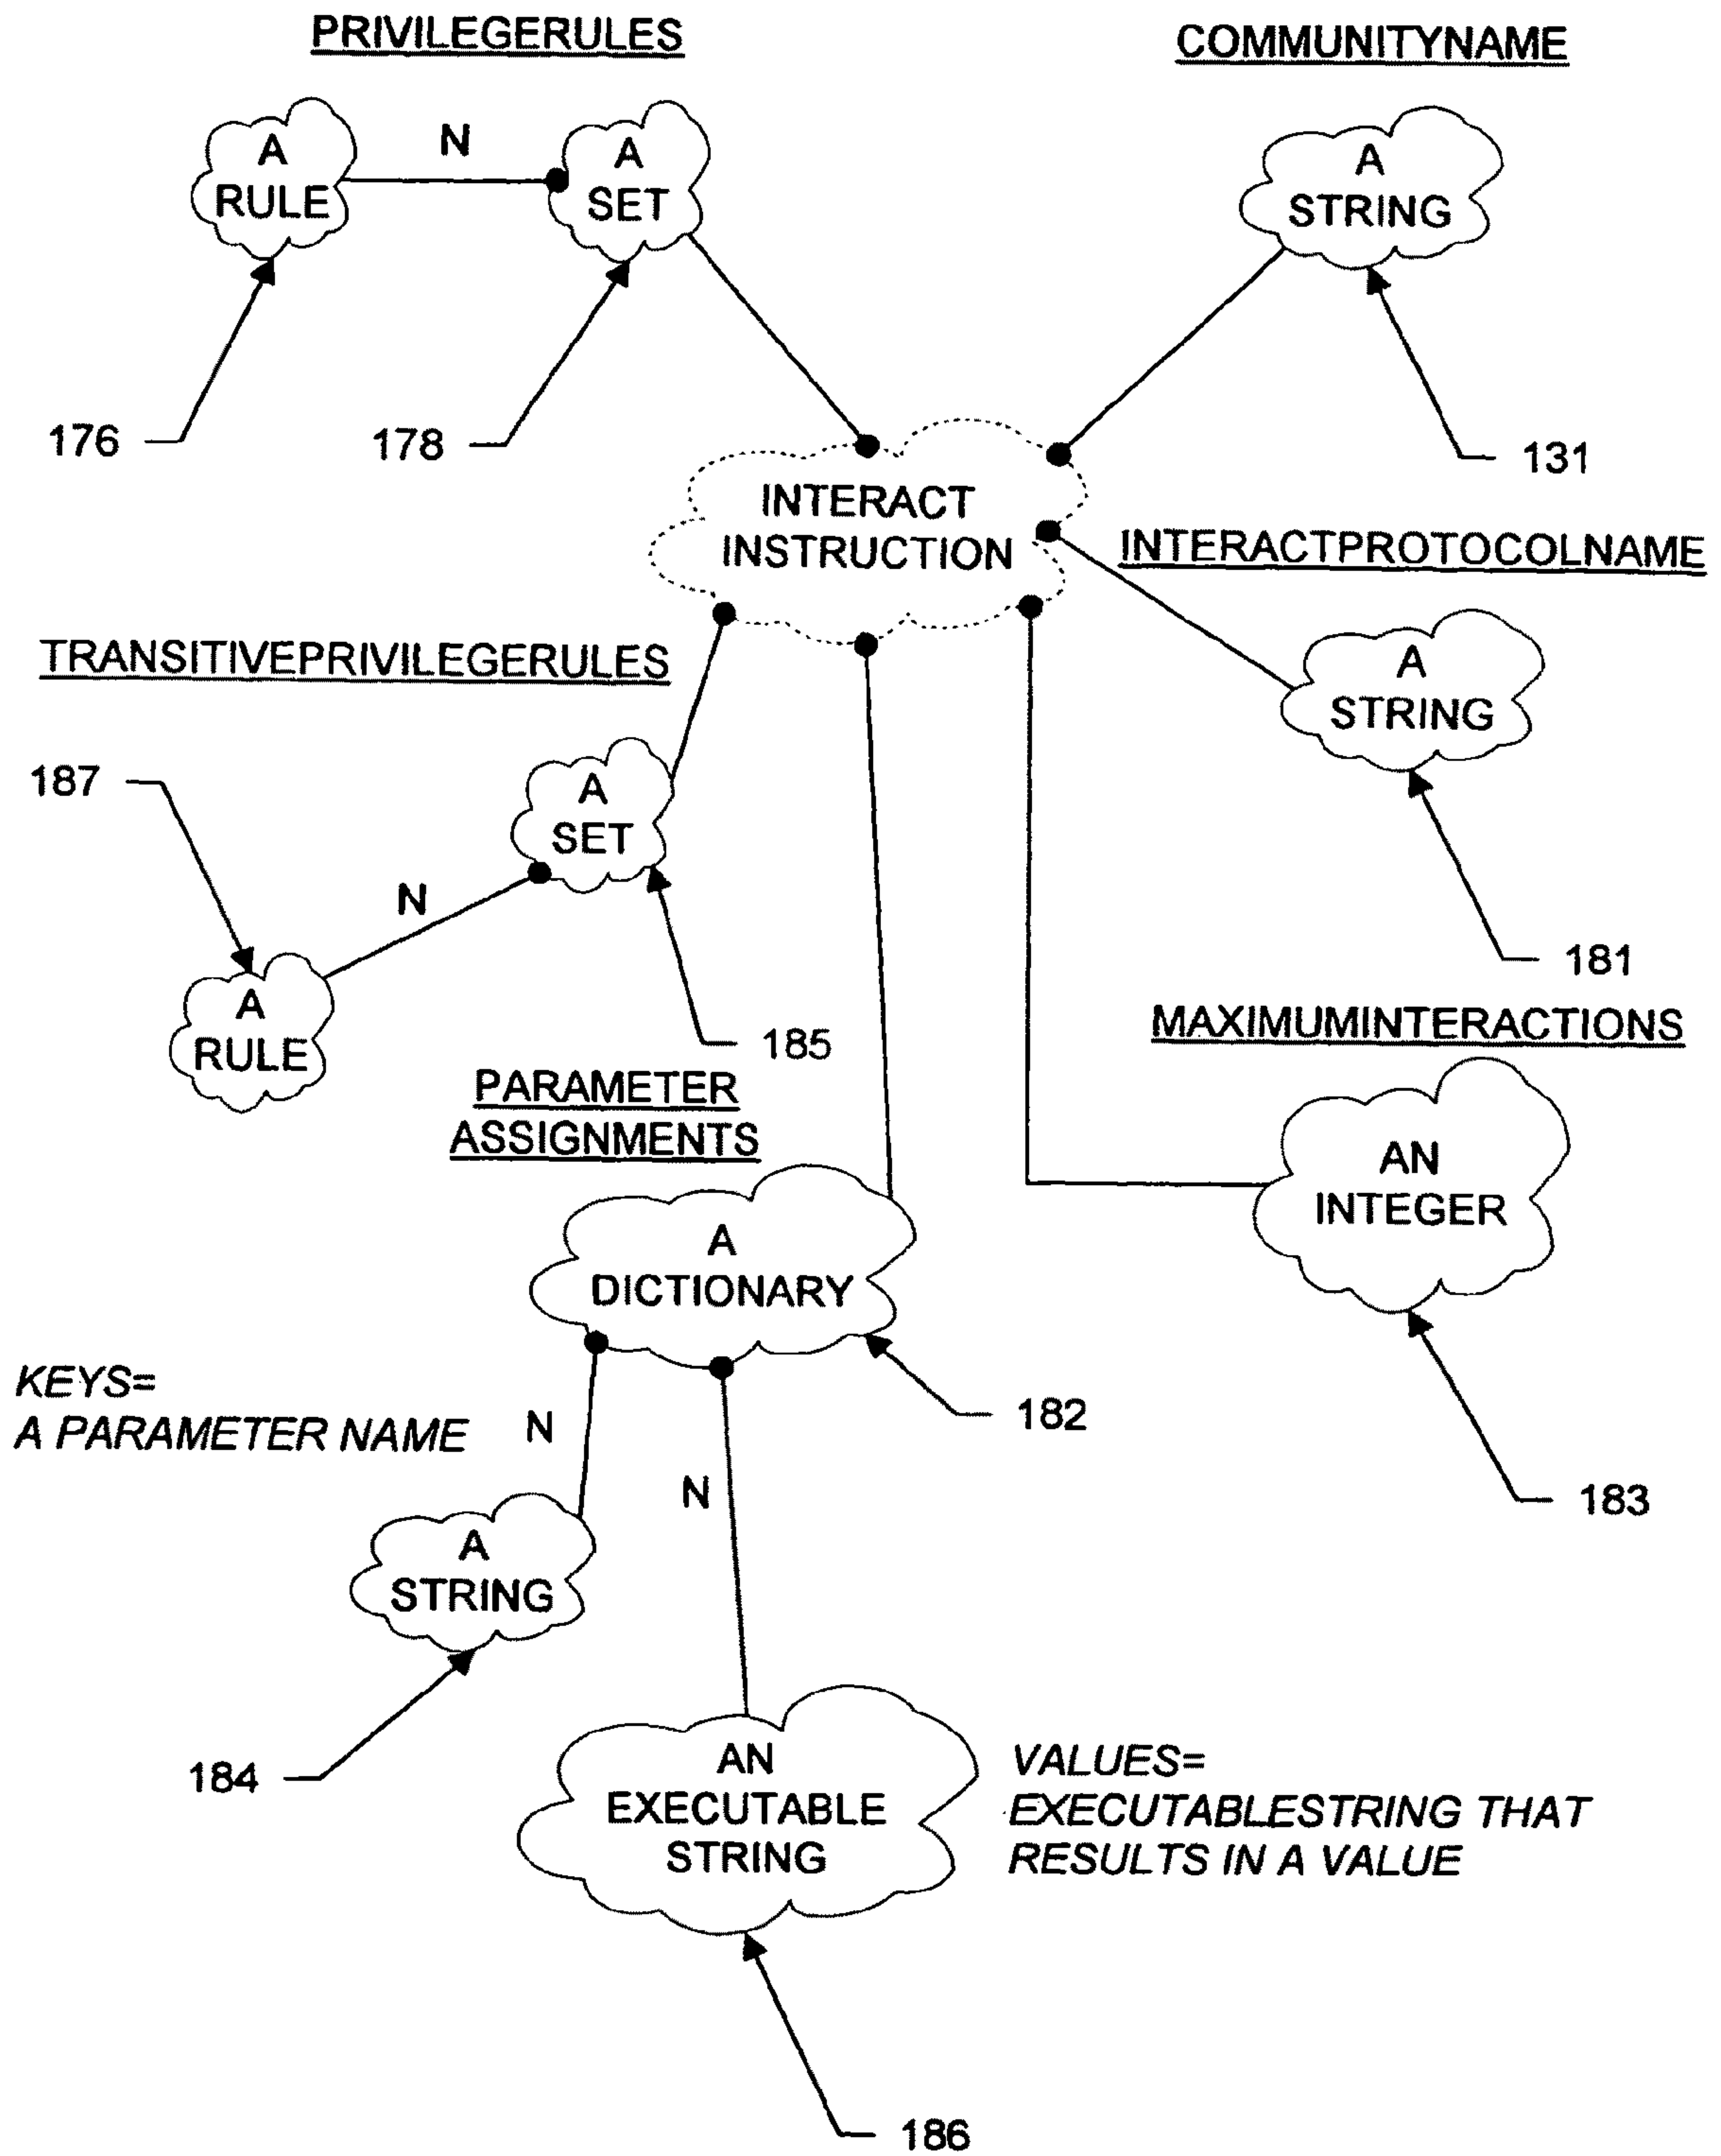 PRIVILEGERULES
COMMUNITYNAME
A
RULE
N
A
SET
A
STRING
176
178
131
INTERACT
INSTRUCTION
INTERACTPROTOCOLNAME
TRANSITIVEPRIVILEGERULES
A
STRING
187
A
SET
N
181
A
RULE
185
MAXIMUMINTERACTIONS
PARAMETER
ASSIGNMENTS
AN
INTEGER
A
DICTIONARY
KEYS=
A PARAMETER NAME
N
182
N
183
A
STRING
184
AN
EXECUTABLE
STRING
VALUES=
EXECUTABLESTRING THAT
RESULTS IN A VALUE
186